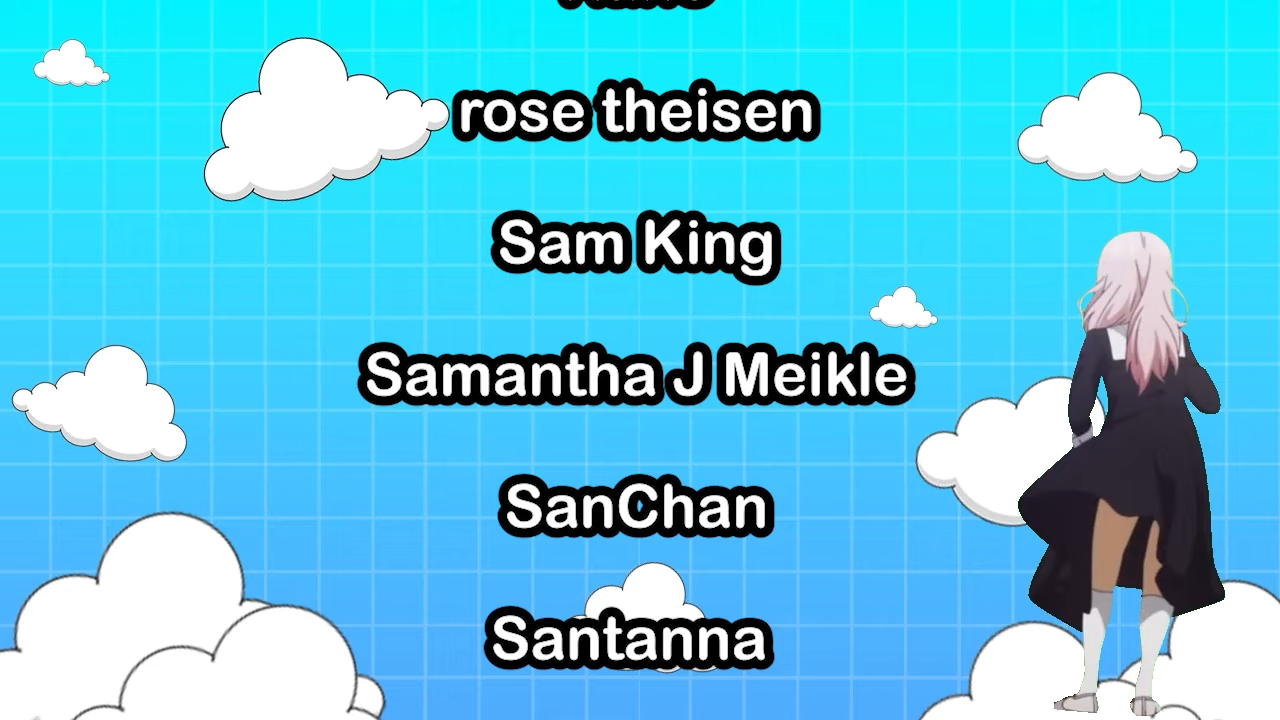 rose theisen
Sam King
Samantha J Meikle
SanChan
Santanna